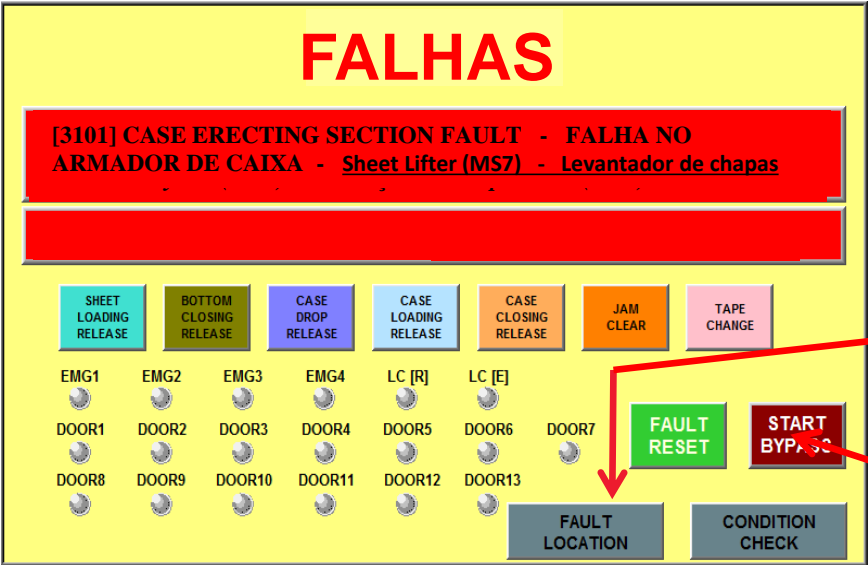 FALHAS
[3101] CASE ERECTING SECTION FAULT - FALHA NO
ARMADOR DE CAIXA - Sheet Lifter (MS7) - Levantador de chapas
SHEET LOADING RELEASE
BOTTOM CLOSING RELEASE
CASE DROP RELEASE
CASE LOADING RELEASE
CASE CLOSING RELEASE
JAM CLEAR
TAPE CHANGE
EMG1 EMG2 EMG3 EMG4 LC [R] LC [E]
DOOR1 DOOR2 DOOR3 DOOR4 DOOR5 DOOR6 DOOR7
FAULT RESET
START BYPASS
DOOR8 DOOR9 DOOR10 DOOR11 DOOR12 DOOR13
FAULT LOCATION
CONDITION CHECK